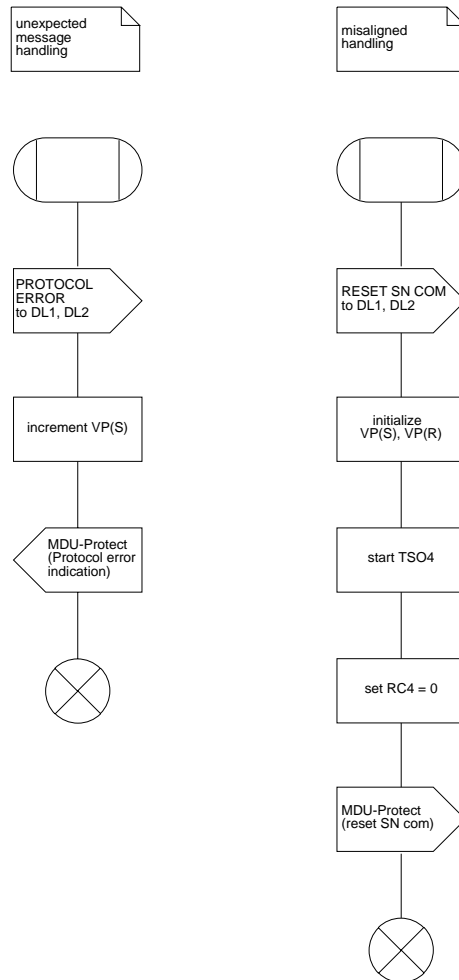 unexpected
message
handling
PROTOCOL
ERROR
to DL1, DL2
increment VP(S)
MDU-Protect
(Protocol error
indication)
misaligned
handling
RESET SN COM
to DL1, DL2
initialize
VP(S), VP(R)
start TSO4
set RC4 = 0
MDU-Protect
(reset SN com)